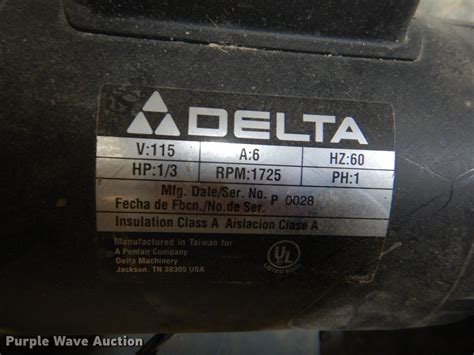 DELTA
V:115 A:6 HZ:60
HP:1/3 RPM:1725 PH:1
Mfg. Date/Ser. No. P 0028
Fecha de Fbcn./No. de Ser.
Insulation Class A Aislacion Clase A
Manufactured in Taiwan for
A Pentair Company
Delta Machinery
Jackson, TN 38305 USA
UL
Purple Wave Auction